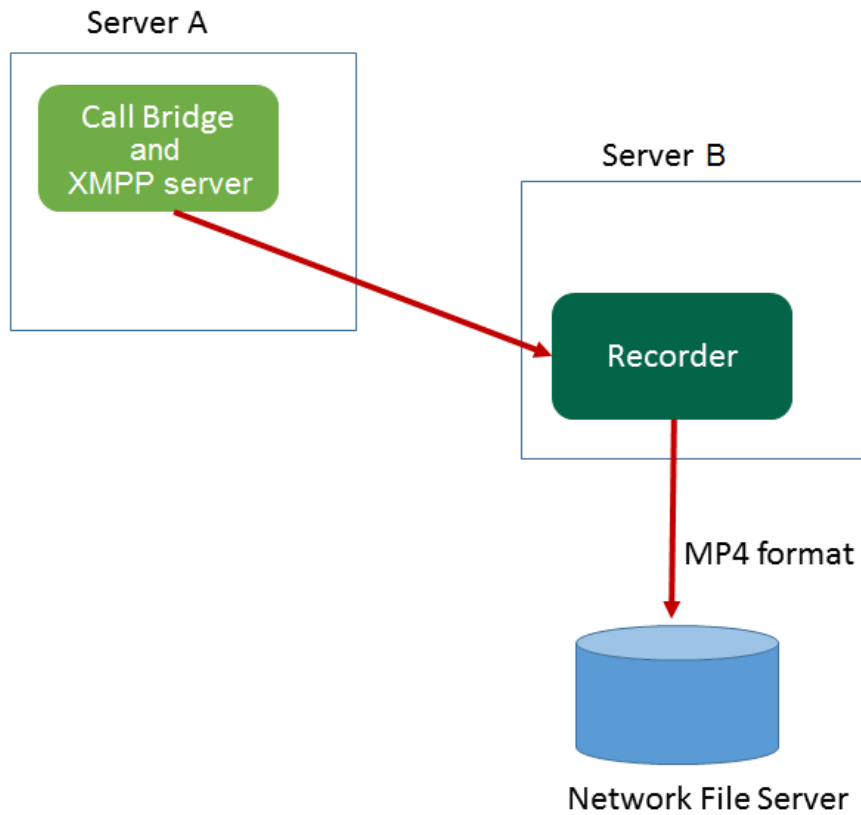 Server A
Call Bridge
and
XMPP server
Server B
Recorder
MP4 format
Network File Server